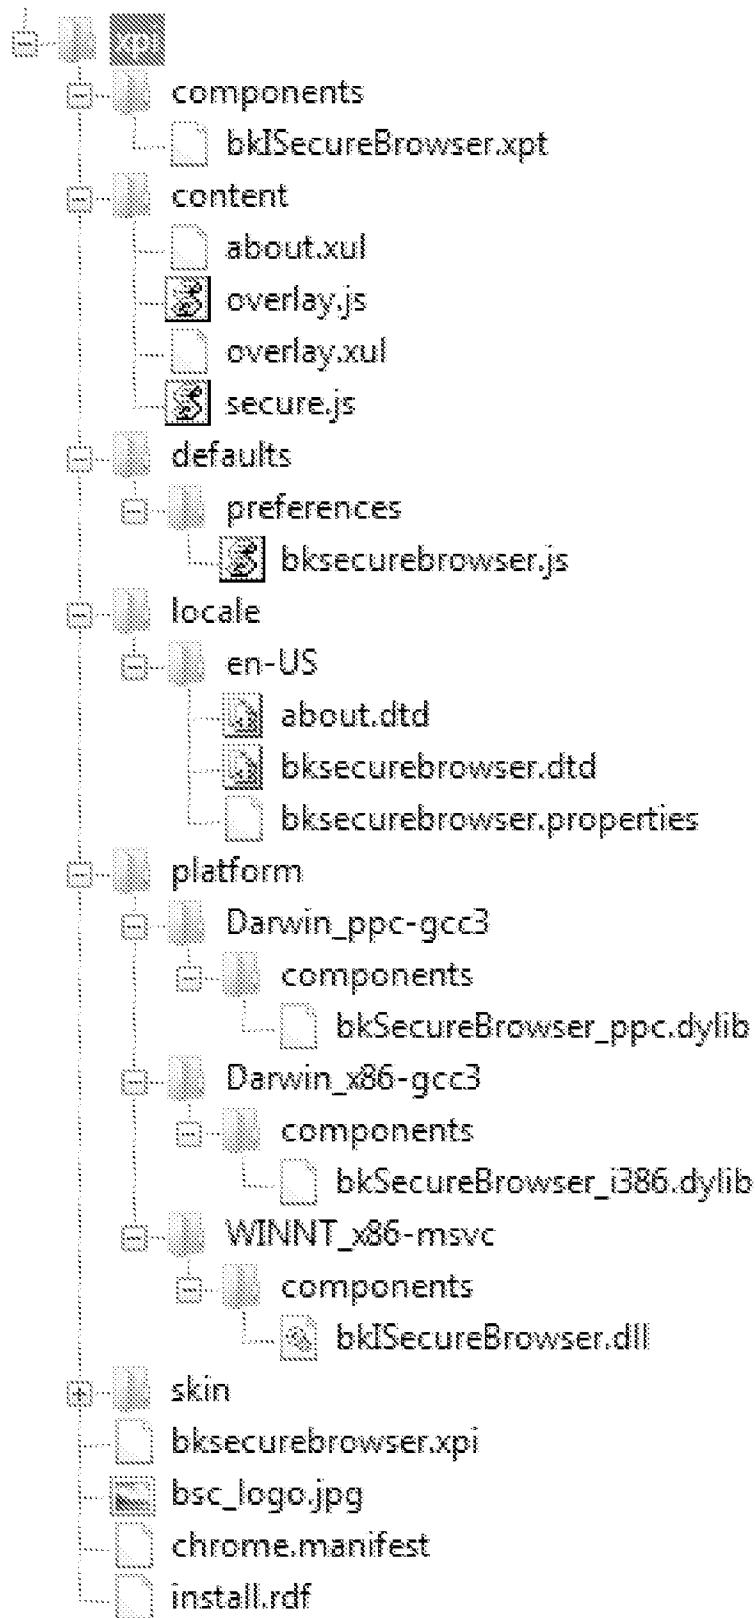 xpi
components
bkISecureBrowser.xpt
content
about.xul
overlay.js
overlay.xul
secure.js
defaults
preferences
bksecurebrowser.js
locale
en-US
about.dtd
bksecurebrowser.dtd
bksecurebrowser.properties
platform
Darwin_ppc-gcc3
components
bkSecureBrowser_ppc.dylib
Darwin_x86-gcc3
components
bkSecureBrowser_i386.dylib
WINNT_x86-msvc
components
bkISecureBrowser.dll
skin
bksecurebrowser.xpi
bsc_logo.jpg
chrome.manifest
install.rdf